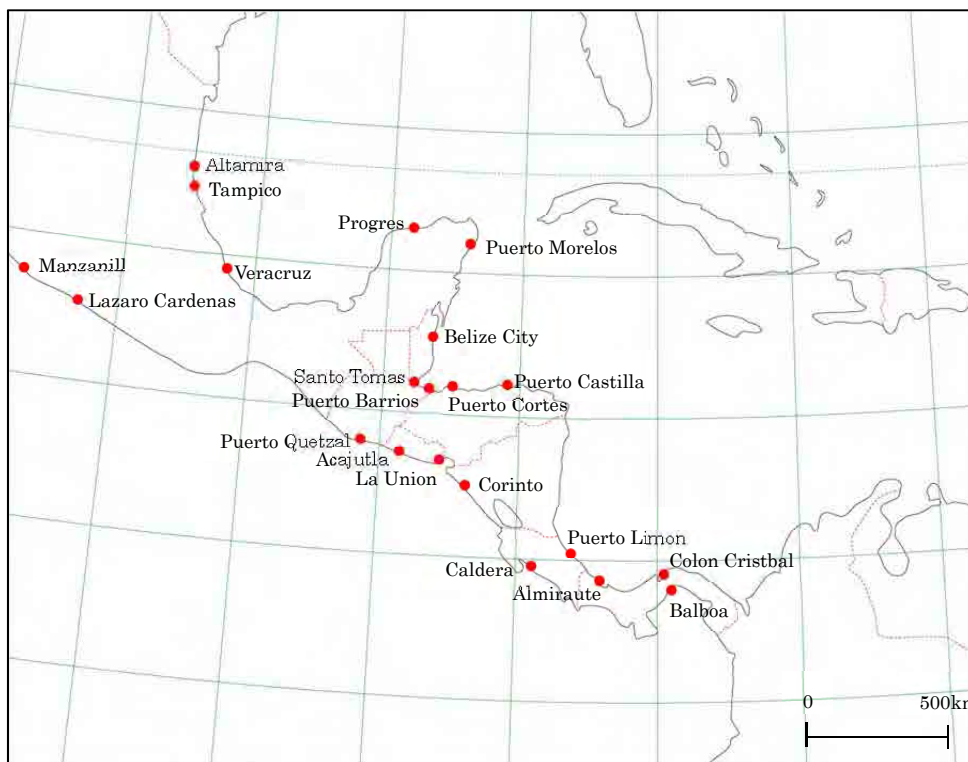 Altamira
Tampico
Progres
Puerto Morelos
Manzanill
Veracruz
Lazaro Cardenas
Belize City
Santo Tomas
Puerto Castilla
Puerto Barrios
Puerto Cortes
Puerto Quetzal
Acajutla
La Union
Corinto
Puerto Limon
Caldera
Colon Cristbal
Almiraute
Balboa
0 500km